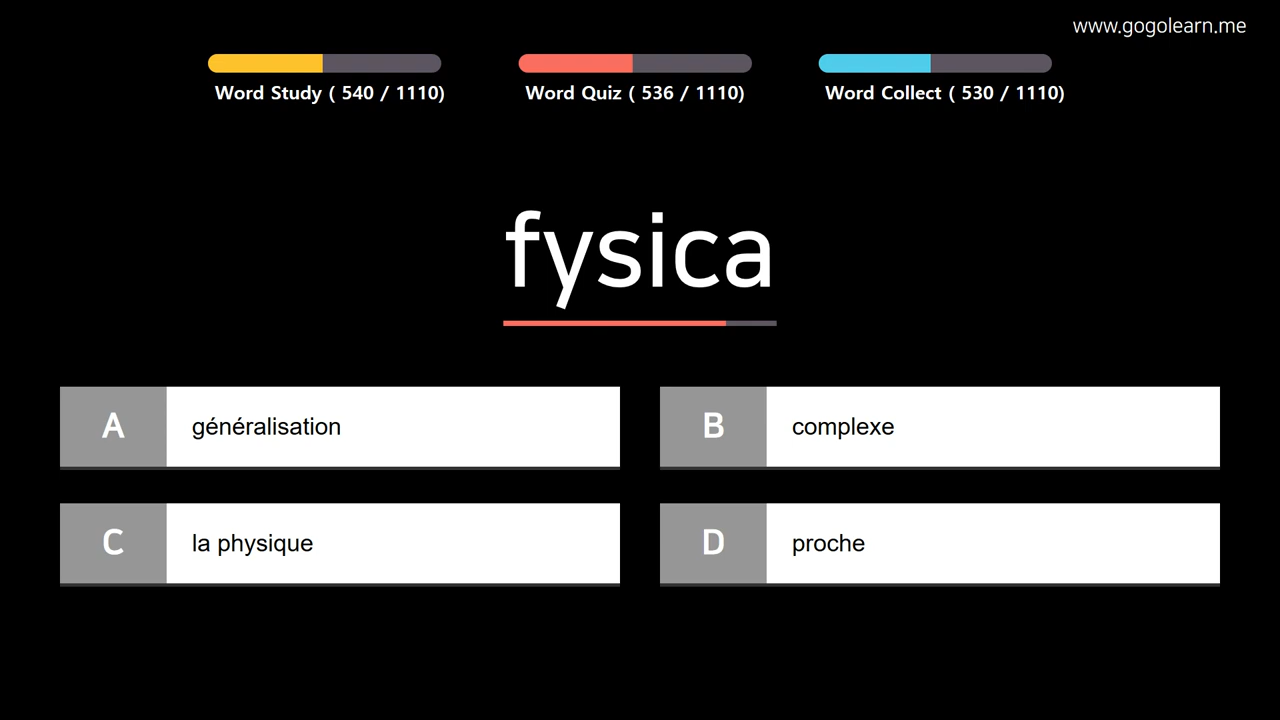 www.gogolearn.me
Word Study ( 540 / 1110)
Word Quiz ( 536 / 1110)
Word Collect ( 530 / 1110)
fysica
A
généralisation
B
complexe
C
la physique
D
proche